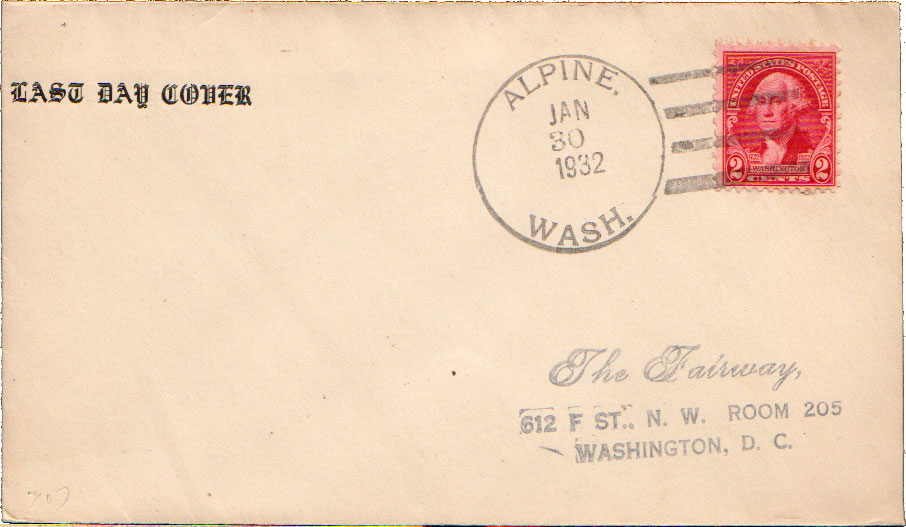 LAST DAY COVER
ALPINE,
JAN
30
1932
WASH.
UNITED STATES POSTAGE
2 WASHINGTON 2
CENTS
The Fairway,
612 F ST., N. W. ROOM 205
WASHINGTON, D. C.